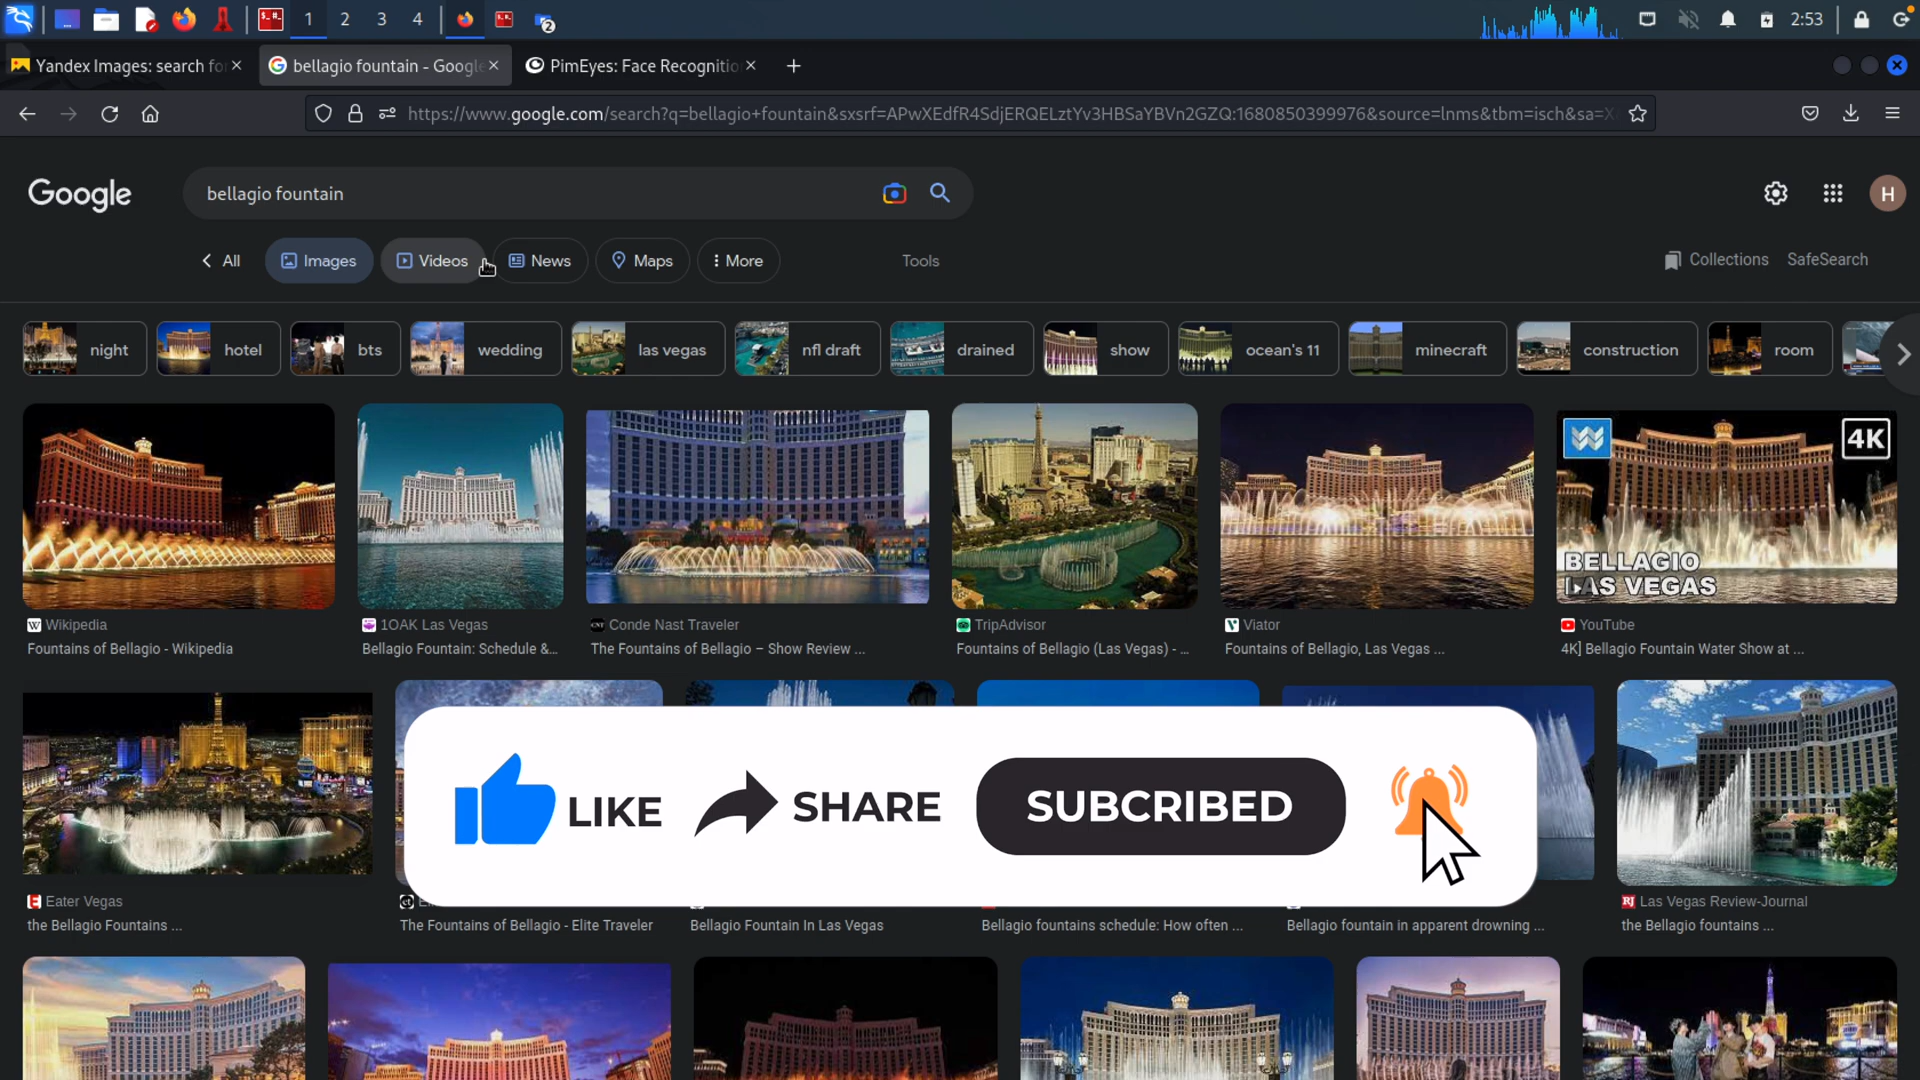 1 2 3 4 2 2:53
Yandex Images: search fo
bellagio fountain - Google
PimEyes: Face Recognitio
https://www.google.com/search?q=bellagio+fountain&sxsrf=APwXEdfR4SdjERQELztYv3HBSaYBVn2GZQ:1680850399976&source=lnms&tbm=isch&sa=X
Google
bellagio fountain
H
All Images Videos News Maps More Tools
Collections SafeSearch
night hotel bts wedding las vegas nfl draft drained show ocean's 11 minecraft construction room
4K
BELLAGIO
LAS VEGAS
Wikipedia
Fountains of Bellagio - Wikipedia
1OAK Las Vegas
Bellagio Fountain: Schedule &...
Conde Nast Traveler
The Fountains of Bellagio – Show Review ...
TripAdvisor
Fountains of Bellagio (Las Vegas) - ...
Viator
Fountains of Bellagio, Las Vegas ...
YouTube
4K] Bellagio Fountain Water Show at ...
LIKE SHARE SUBCRIBED
Eater Vegas
the Bellagio Fountains ...
The Fountains of Bellagio - Elite Traveler
Bellagio Fountain In Las Vegas
Bellagio fountains schedule: How often ...
Bellagio fountain in apparent drowning ...
Las Vegas Review-Journal
the Bellagio fountains ...